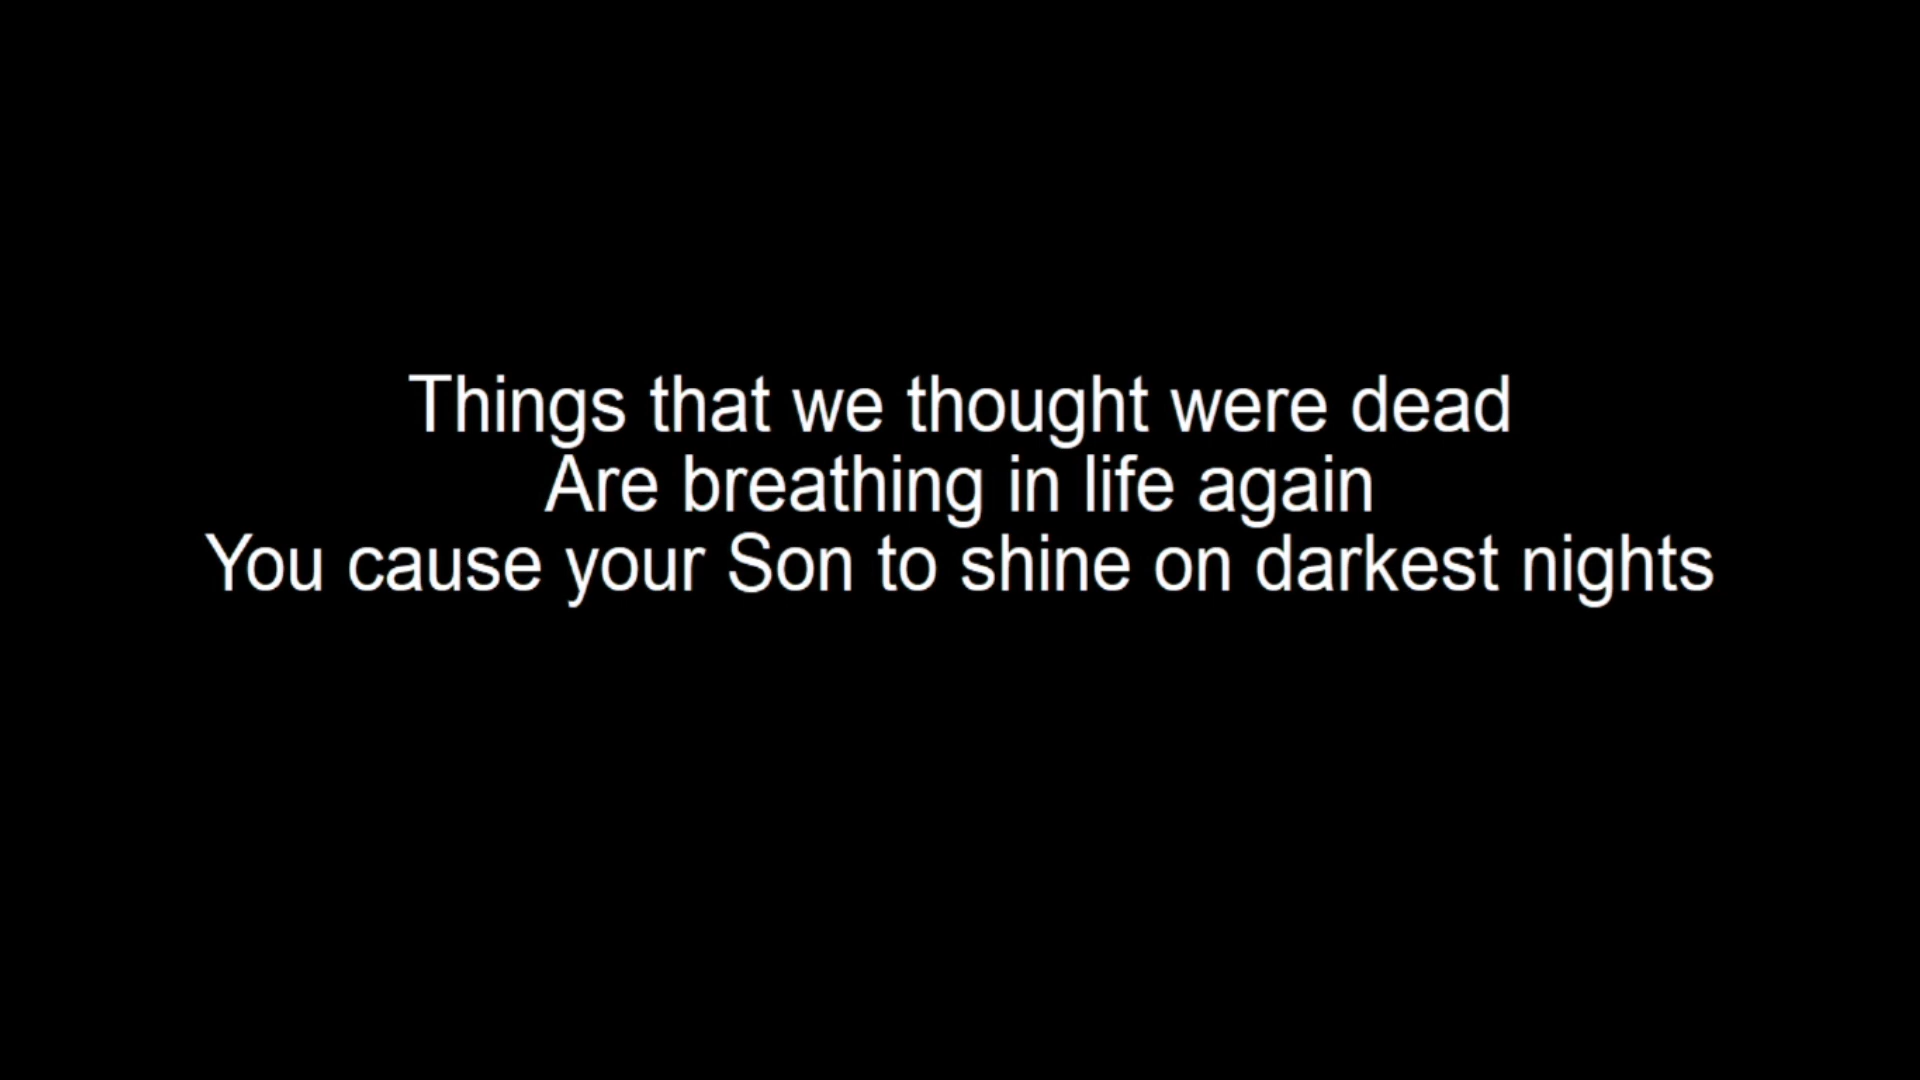 Things that we thought were dead
Are breathing in life again
You cause your Son to shine on darkest nights